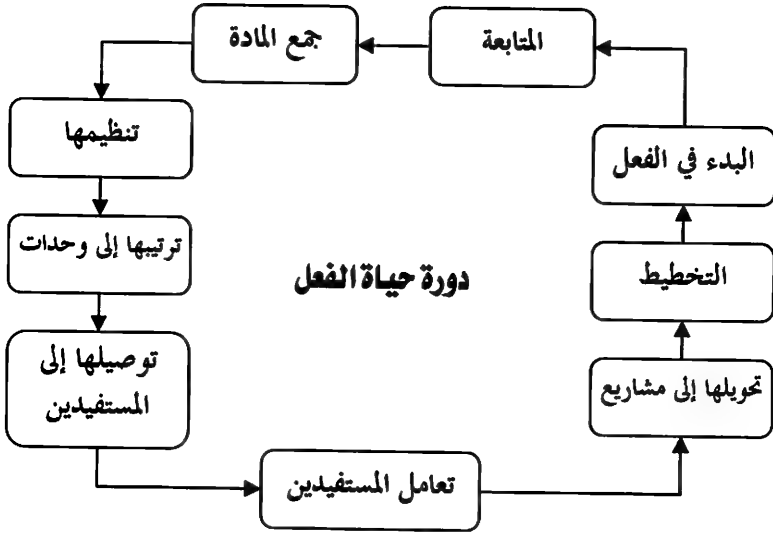 جمع المادة
المتابعة
تنظيمها
البدء في الفعل
ترتيبها إلى وحدات
دورة حياة الفعل
التخطيط
توصيلها إلى
المستفيدين
تحويلها إلى مشاريع
تعامل المستفيدين